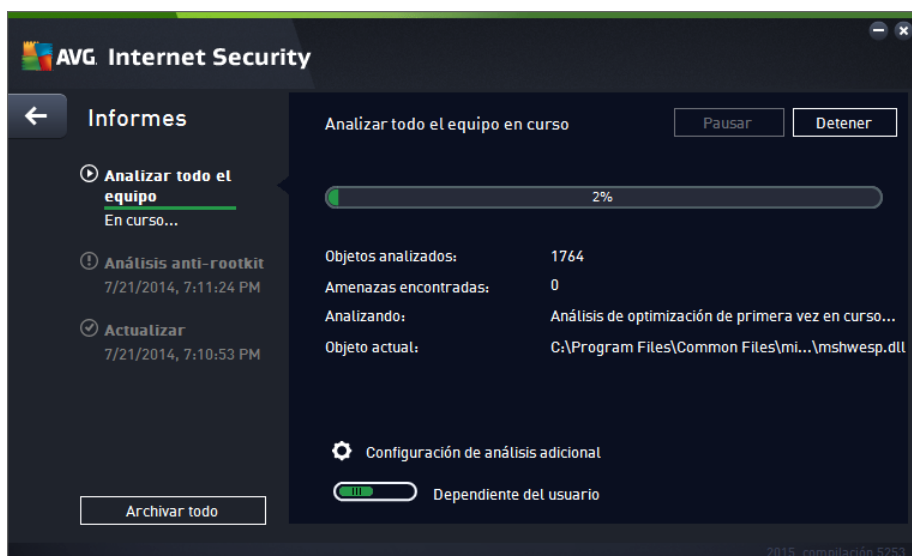 AVG. Internet Security
Informes
Analizar todo el
equipo
En curso...
Análisis anti-rootkit
7/21/2014, 7:11:24 PM
Actualizar
7/21/2014, 7:10:53 PM
Archivar todo
Analizar todo el equipo en curso
Pausar
Detener
2%
Objetos analizados: 1764
Amenazas encontradas: 0
Analizando: Análisis de optimización de primera vez en curso...
Objeto actual: C:\Program Files\Common Files\mi...\mshwesp.dll
Configuración de análisis adicional
Dependiente del usuario
2015, compilación 5253